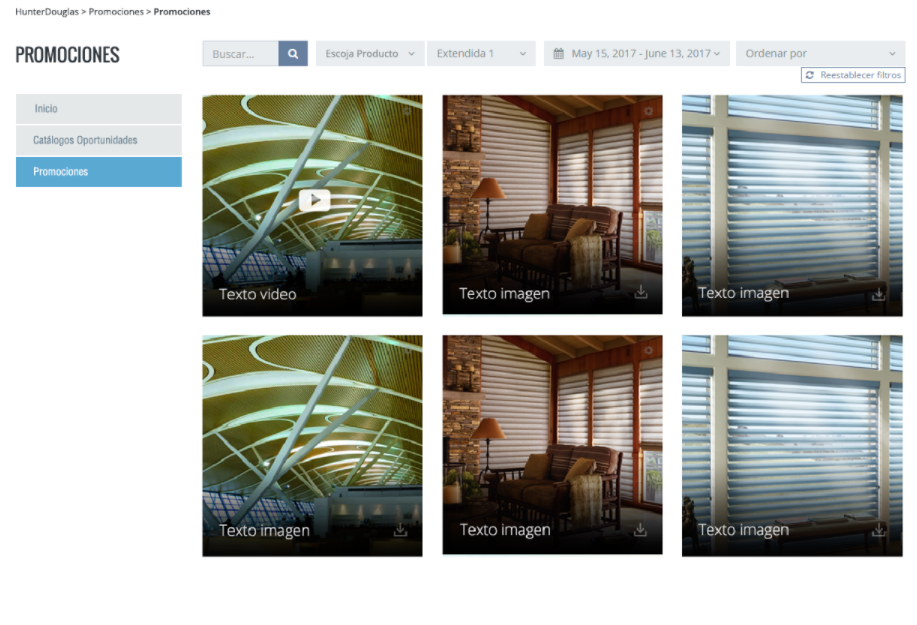 HunterDouglas > Promociones > Promociones
PROMOCIONES
Buscar...
Escoja Producto
Extendida 1
May 15, 2017 - June 13, 2017
Ordenar por
Reestablecer filtros
Inicio
Catálogos Oportunidades
Promociones
Texto video
Texto imagen
Texto imagen
Texto imagen
Texto imagen
Texto imagen